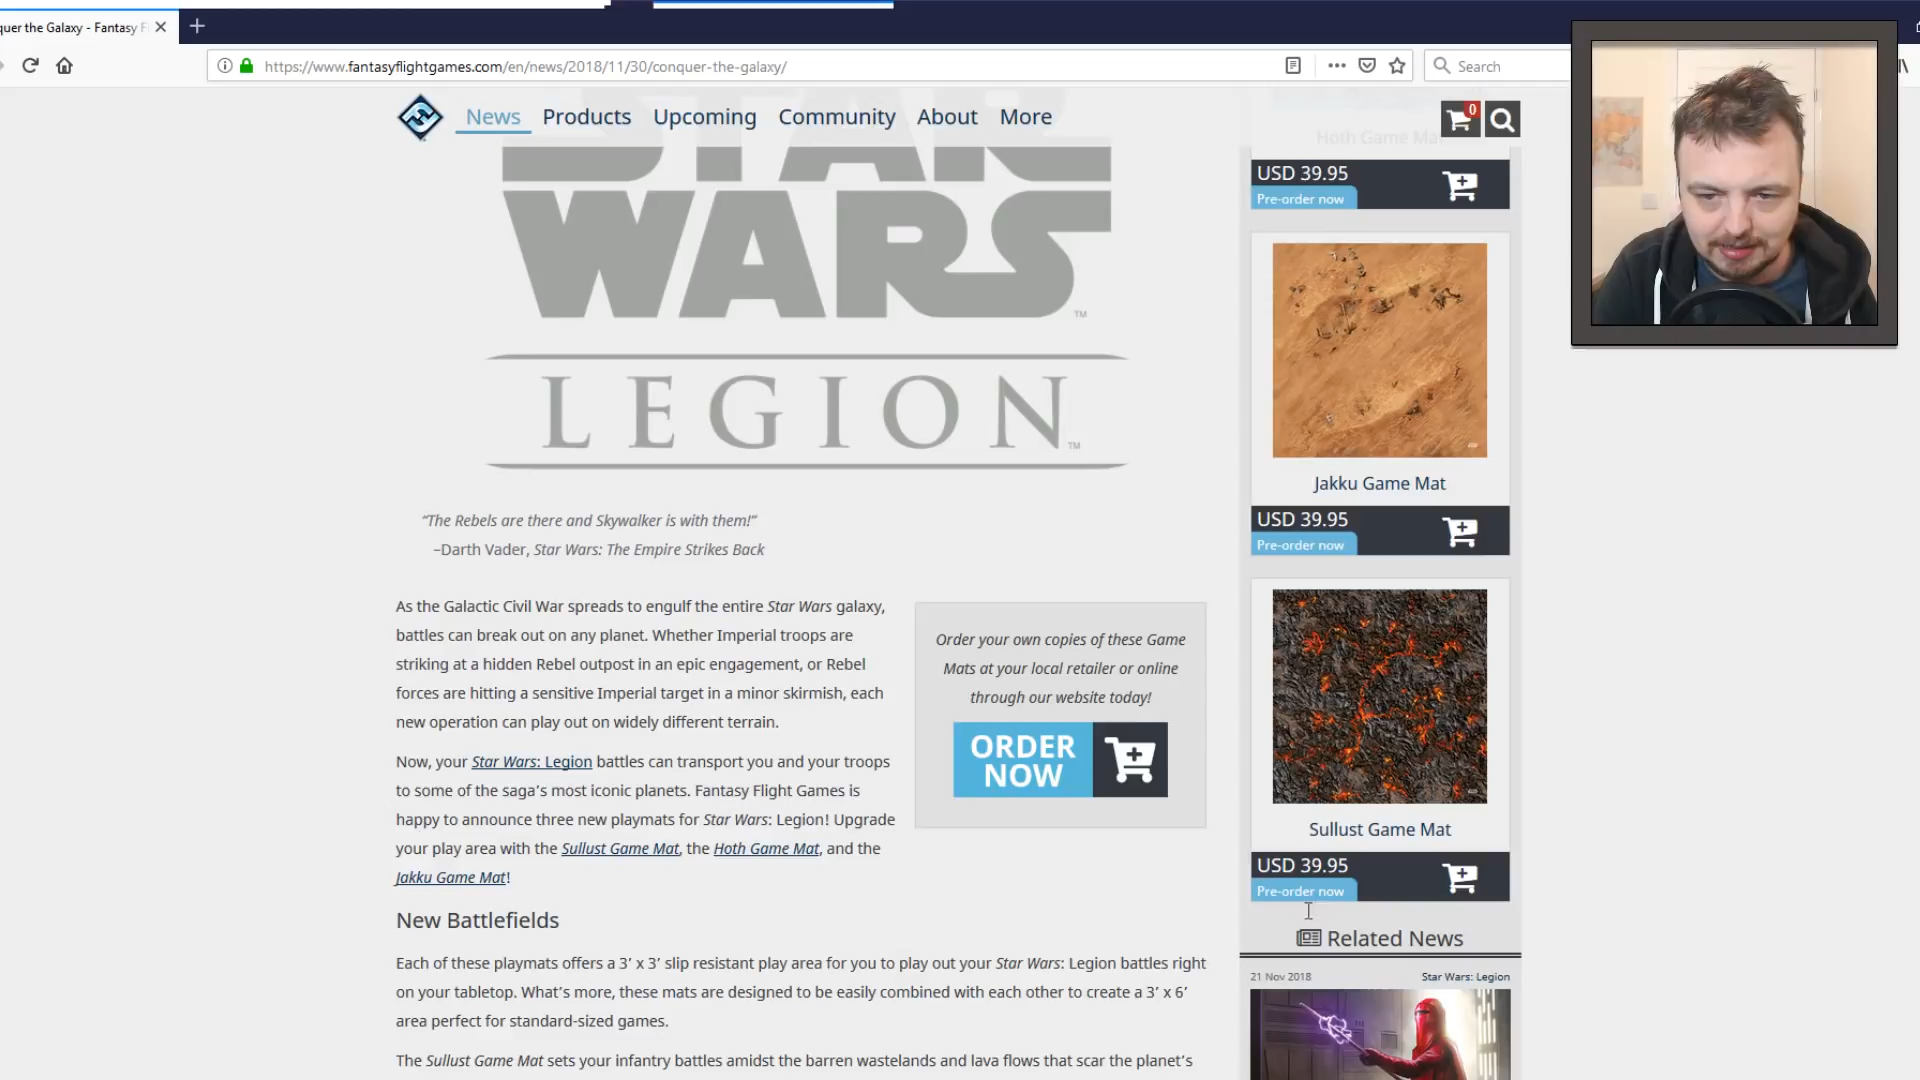 quer the Galaxy - Fantasy F
https://www.fantasyflightgames.com/en/news/2018/11/30/conquer-the-galaxy/
Search
News
Products
Upcoming
Community
About
More
0
STAR
WARS
TM
LEGION
TM
“The Rebels are there and Skywalker is with them!”
–Darth Vader, Star Wars: The Empire Strikes Back
As the Galactic Civil War spreads to engulf the entire Star Wars galaxy,
battles can break out on any planet. Whether Imperial troops are
striking at a hidden Rebel outpost in an epic engagement, or Rebel
forces are hitting a sensitive Imperial target in a minor skirmish, each
new operation can play out on widely different terrain.
Now, your Star Wars: Legion battles can transport you and your troops
to some of the saga’s most iconic planets. Fantasy Flight Games is
happy to announce three new playmats for Star Wars: Legion! Upgrade
your play area with the Sullust Game Mat, the Hoth Game Mat, and the
Jakku Game Mat!
Order your own copies of these Game
Mats at your local retailer or online
through our website today!
ORDER
NOW
New Battlefields
Each of these playmats offers a 3’ x 3’ slip resistant play area for you to play out your Star Wars: Legion battles right
on your tabletop. What’s more, these mats are designed to be easily combined with each other to create a 3’ x 6’
area perfect for standard-sized games.
The Sullust Game Mat sets your infantry battles amidst the barren wastelands and lava flows that scar the planet’s
Hoth Game Ma
USD 39.95
Pre-order now
Jakku Game Mat
USD 39.95
Pre-order now
Sullust Game Mat
USD 39.95
Pre-order now
Related News
21 Nov 2018
Star Wars: Legion